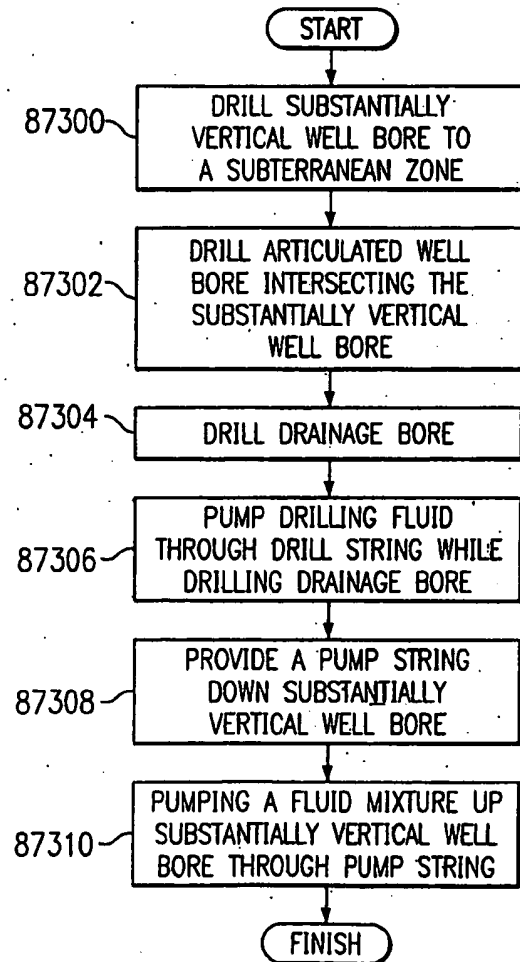 START
87300
DRILL SUBSTANTIALLY
VERTICAL WELL BORE TO
A SUBTERRANEAN ZONE
87302
DRILL ARTICULATED WELL
BORE INTERSECTING THE
SUBSTANTIALLY VERTICAL
WELL BORE
87304
DRILL DRAINAGE BORE
87306
PUMP DRILLING FLUID
THROUGH DRILL STRING WHILE
DRILLING DRAINAGE BORE
87308
PROVIDE A PUMP STRING
DOWN SUBSTANTIALLY
VERTICAL WELL BORE
87310
PUMPING A FLUID MIXTURE UP
SUBSTANTIALLY VERTICAL WELL
BORE THROUGH PUMP STRING
FINISH